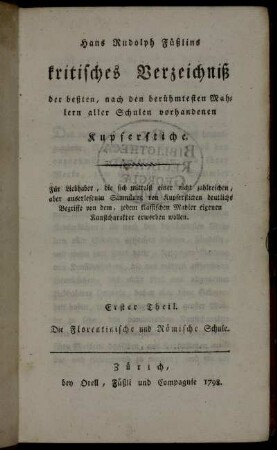 Hans Rudolph Füßlins
kritisches Verzeichniß
der beßten, nach den berühmtesten Mah-
lern aller Schulen vorhandenen
Kupferstiche.
Für Liebhaber, die sich mittelst einer nicht zahlreichen,
aber auserlesenen Sammlung von Kupferstichen deutliche
Begriffe von dem, jedem klassischen Mahler eigenen
Kunstcharakter erwerben wollen.
Erster Theil.
Die Florentinische und Römische Schule.
Zürich,
bey Orell, Füßli und Compagnie 1798.